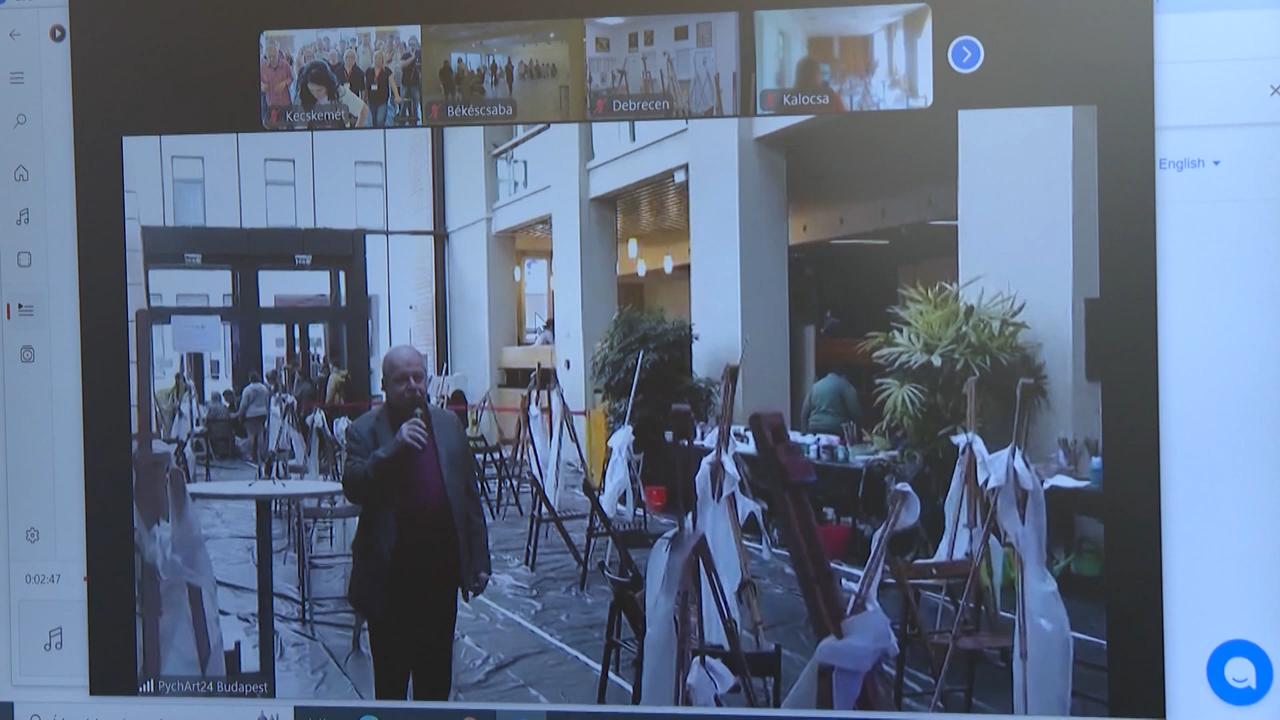 Kecskemét
Békéscsaba
Debrecen
Kalocsa
English
0:02:47
PychArt24 Budapest